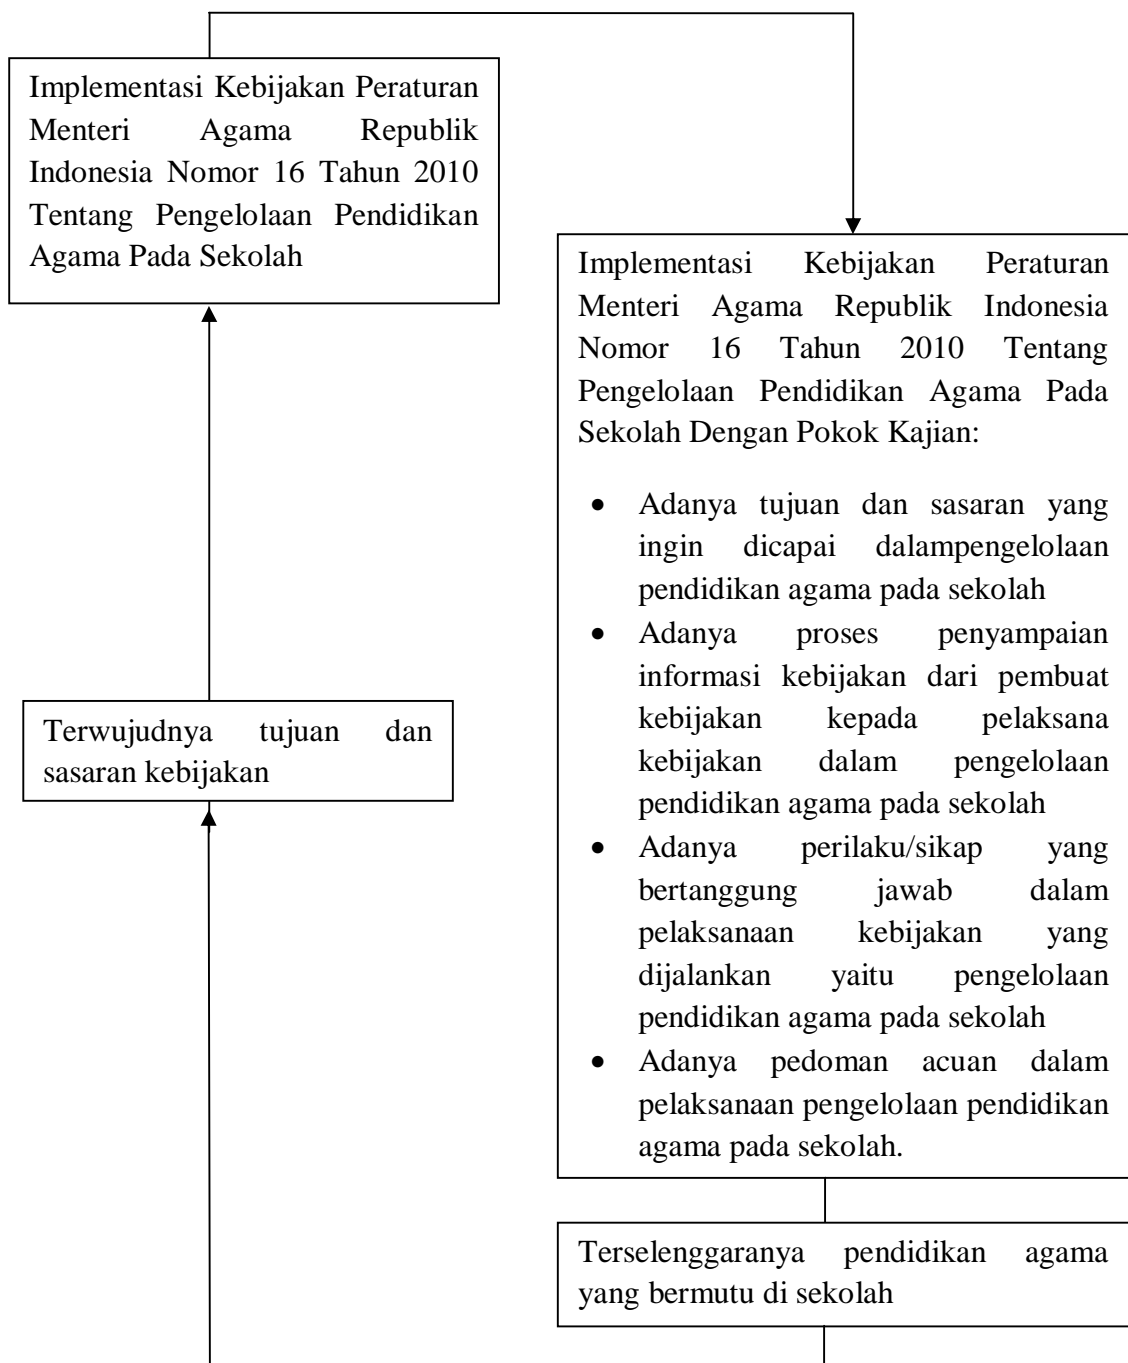 Implementasi Kebijakan Peraturan
Menteri Agama Republik
Indonesia Nomor 16 Tahun 2010
Tentang Pengelolaan Pendidikan
Agama Pada Sekolah
Implementasi Kebijakan Peraturan
Menteri Agama Republik Indonesia
Nomor 16 Tahun 2010 Tentang
Pengelolaan Pendidikan Agama Pada
Sekolah Dengan Pokok Kajian:
• Adanya tujuan dan sasaran yang
ingin dicapai dalampengelolaan
pendidikan agama pada sekolah
• Adanya proses penyampaian
informasi kebijakan dari pembuat
kebijakan kepada pelaksana
kebijakan dalam pengelolaan
pendidikan agama pada sekolah
• Adanya perilaku/sikap yang
bertanggung jawab dalam
pelaksanaan kebijakan yang
dijalankan yaitu pengelolaan
pendidikan agama pada sekolah
• Adanya pedoman acuan dalam
pelaksanaan pengelolaan pendidikan
agama pada sekolah.
Terwujudnya tujuan dan
sasaran kebijakan
Terselenggaranya pendidikan agama
yang bermutu di sekolah